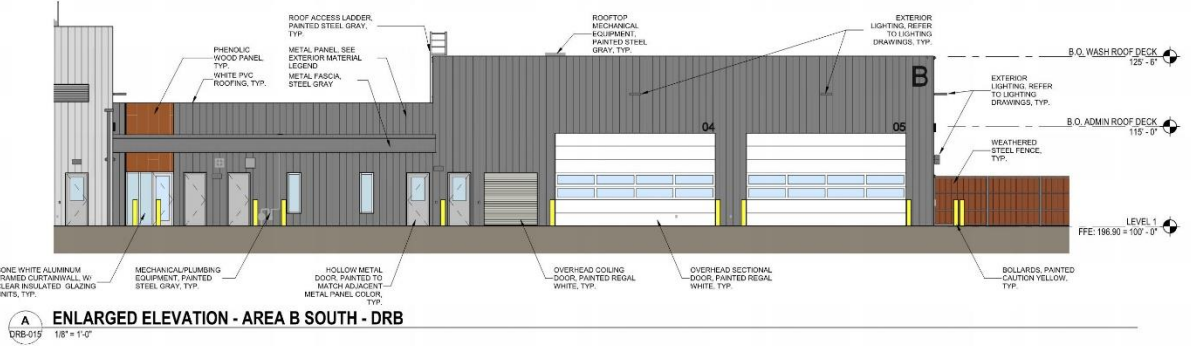 ROOF ACCESS LADDER,
PAINTED STEEL GRAY,
TYP.
ROOFTOP
MECHANICAL
EQUIPMENT,
PAINTED STEEL
GRAY, TYP.
EXTERIOR
LIGHTING, REFER
TO LIGHTING
DRAWINGS, TYP.
PHENOLIC
WOOD PANEL,
TYP.
WHITE PVC
ROOFING, TYP.
METAL PANEL, SEE
EXTERIOR MATERIAL
LEGEND
METAL FASCIA,
STEEL GRAY
B.O. WASH ROOF DECK
125' - 6"
B
EXTERIOR
LIGHTING, REFER
TO LIGHTING
DRAWINGS, TYP.
B.O. ADMIN ROOF DECK
115' - 0"
04
05
WEATHERED
STEEL FENCE,
TYP.
LEVEL 1
FFE: 196.90 = 100' - 0"
ONE WHITE ALUMINUM
RAMED CURTAINWALL, W/
LEAR INSULATED GLAZING
NITS, TYP.
MECHANICAL/PLUMBING
EQUIPMENT, PAINTED
STEEL GRAY, TYP.
HOLLOW METAL
DOOR, PAINTED TO
MATCH ADJACENT
METAL PANEL COLOR,
TYP.
OVERHEAD COILING
DOOR, PAINTED REGAL
WHITE, TYP.
OVERHEAD SECTIONAL
DOOR, PAINTED REGAL
WHITE, TYP.
BOLLARDS, PAINTED
CAUTION YELLOW,
TYP.
A
DRB-015
ENLARGED ELEVATION - AREA B SOUTH - DRB
1/8" = 1'-0"